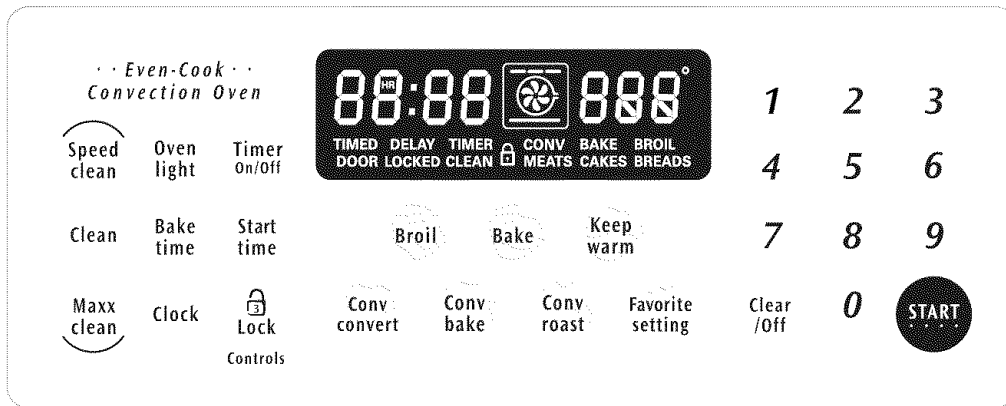 · · Even-Cook · ·
Convection Oven
Speed
clean
Oven
light
Timer
On/Off
Clean
Bake
time
Start
time
Maxx
clean
Clock
3
Lock
Controls
88:88
HR
888°
TIMED DELAY TIMER CONV BAKE BROIL
DOOR LOCKED CLEAN MEATS CAKES BREADS
Broil
Bake
Keep
warm
Conv
convert
Conv
bake
Conv
roast
Favorite
setting
1 2 3
4 5 6
7 8 9
Clear
/Off
0
START